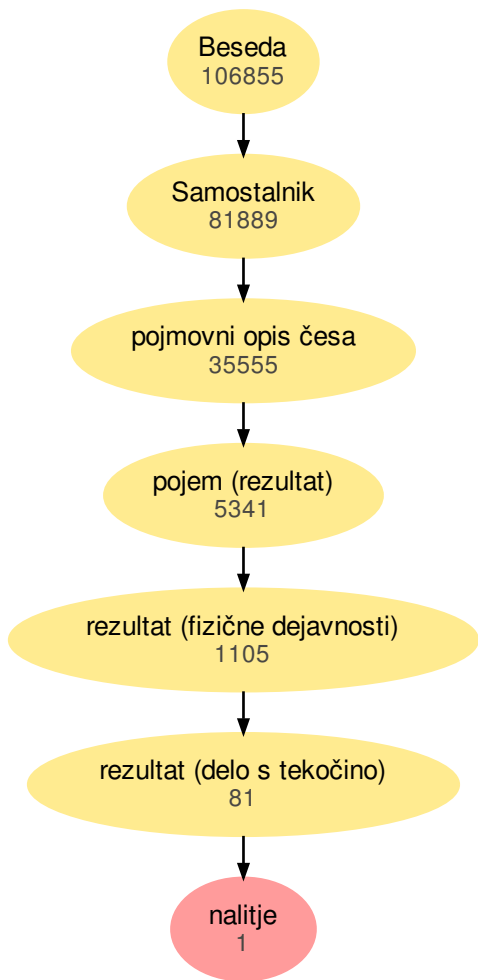 Beseda
106855
Samostalnik
81889
pojmovni opis česa
35555
pojem (rezultat)
5341
rezultat (fizične dejavnosti)
1105
rezultat (delo s tekočino)
81
nalitje
1